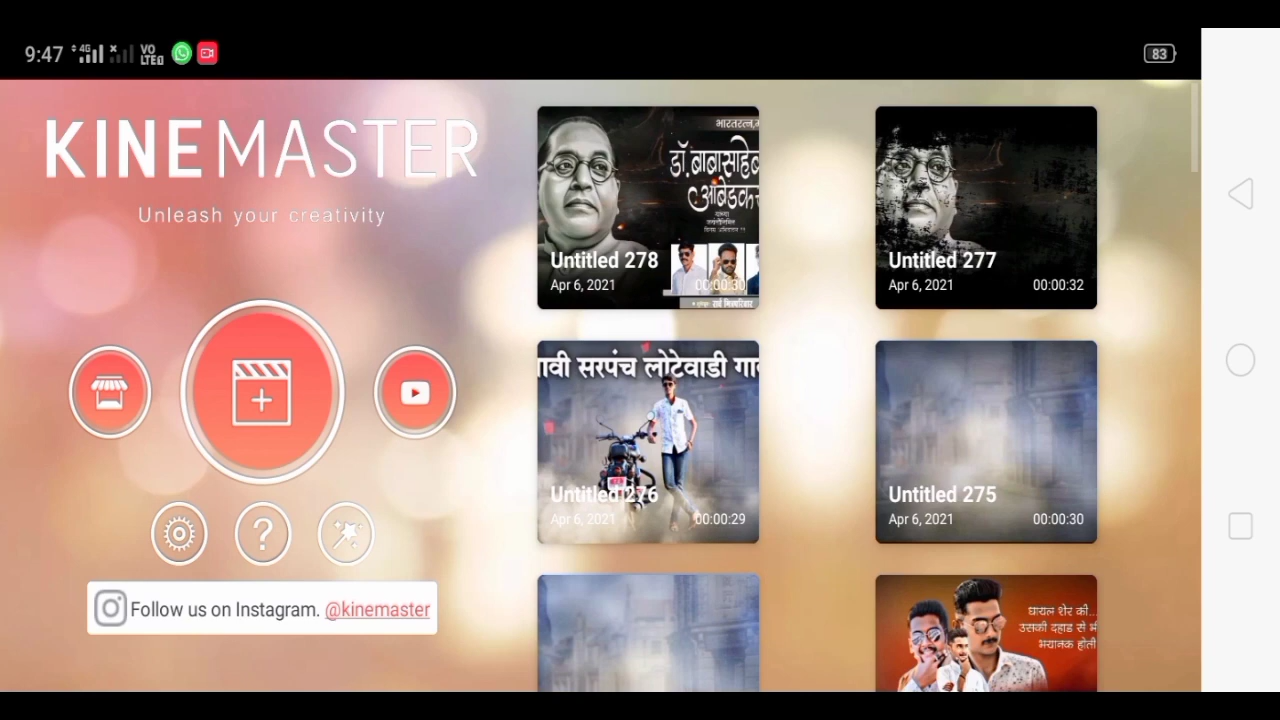 9:47
4G
VO
LTE
83
KINEMASTER
Unleash your creativity
Follow us on Instagram. @kinemaster
भारतरत्न,
डॉ.बाबासाहेब
आंबेडकर
यांच्या
Untitled 278
Apr 6, 2021
00:00:30
Untitled 277
Apr 6, 2021
00:00:32
ावी सरपंच लोटेवाडी गा
Untitled 276
Apr 6, 2021
00:00:29
Untitled 275
Apr 6, 2021
00:00:30
घायल शेर की...
उसकी दहाड से भी
भयानक होती